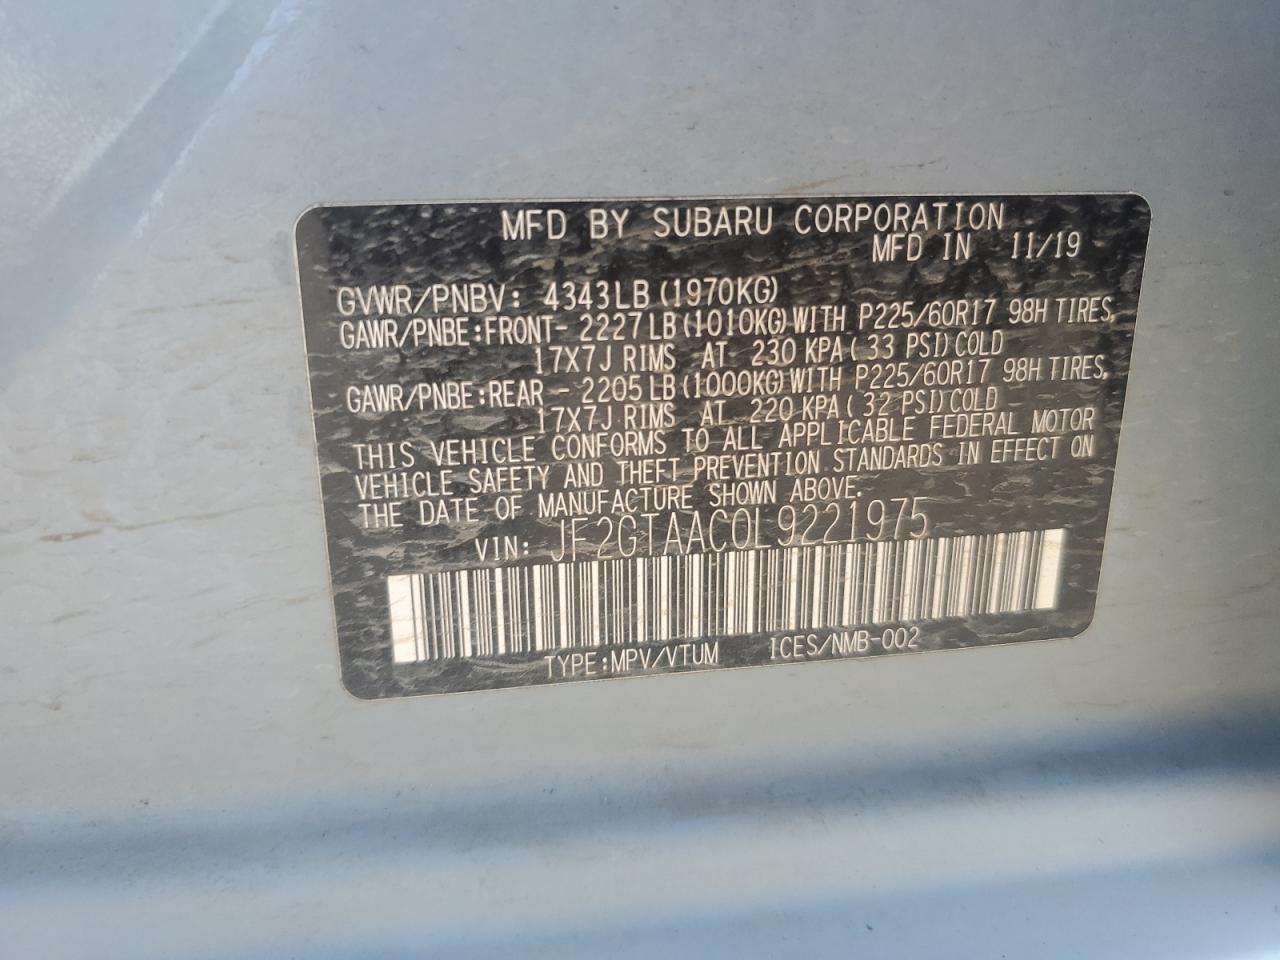 MFD BY SUBARU CORPORATION
MFD IN 11/19
GVWR/PNBV: 4343LB(1970KG)
GAWR/PNBE:FRONT- 2227LB(1010KG)WITH P225/60R17 98H TIRES,
17X7J RIMS AT 230 KPA( 33 PSI)COLD
GAWR/PNBE:REAR - 2205LB(1000KG)WITH P225/60R17 98H TIRES,
17X7J RIMS AT 220 KPA( 32 PSI)COLD
THIS VEHICLE CONFORMS TO ALL APPLICABLE FEDERAL MOTOR
VEHICLE SAFETY AND THEFT PREVENTION STANDARDS IN EFFECT ON
THE DATE OF MANUFACTURE SHOWN ABOVE.
VIN: JF2GTAAC0L9221975
TYPE:MPV/VTUM ICES/NMB-002